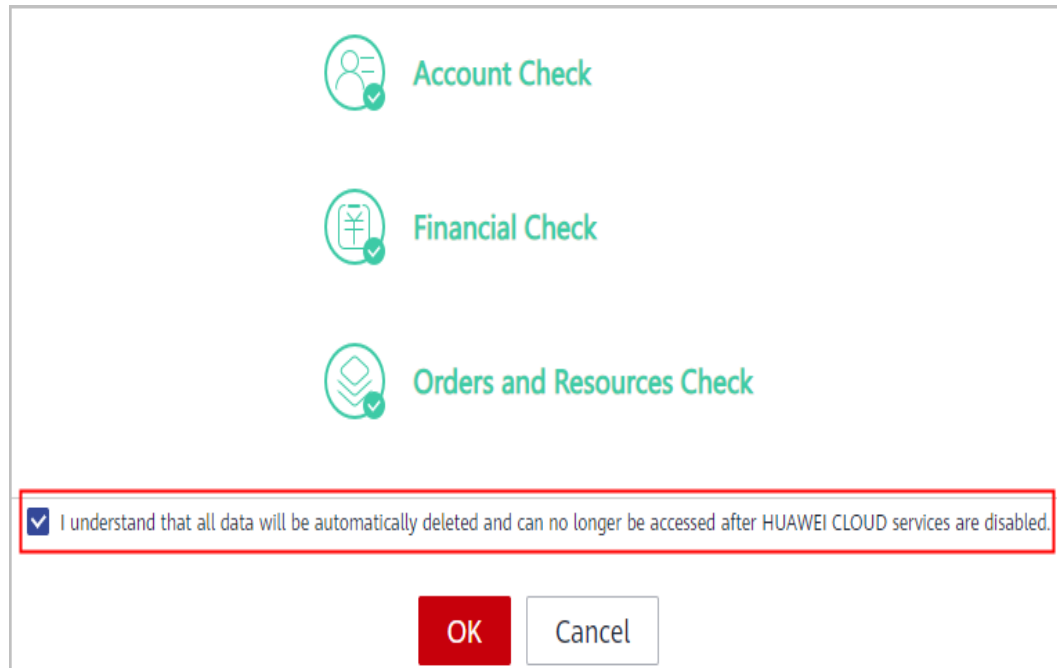 Account Check
Financial Check
Orders and Resources Check
I understand that all data will be automatically deleted and can no longer be accessed after HUAWEI CLOUD services are disabled.
OK
Cancel